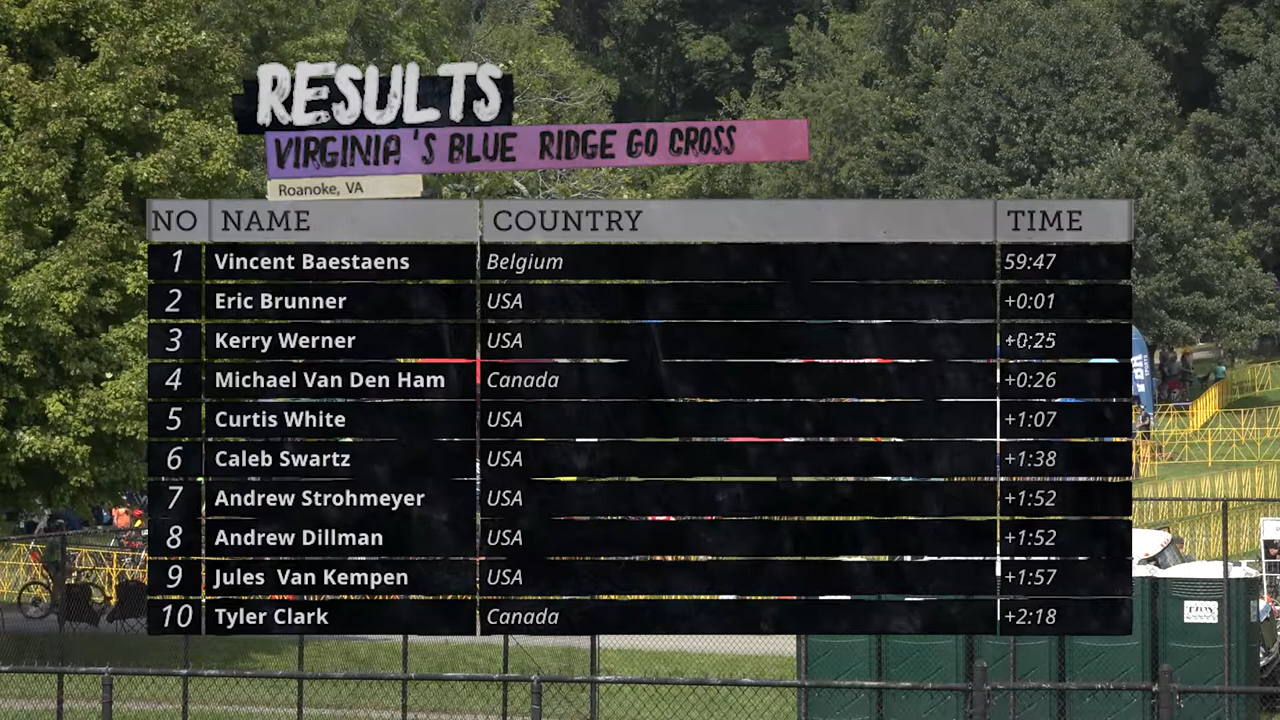 RESULTS
VIRGINIA 'S BLUE RIDGE GO CROSS
Roanoke, VA
NO NAME COUNTRY TIME
1 Vincent Baestaens Belgium 59:47
2 Eric Brunner USA +0:01
3 Kerry Werner USA +0:25
4 Michael Van Den Ham Canada +0:26
5 Curtis White USA +1:07
6 Caleb Swartz USA +1:38
7 Andrew Strohmeyer USA +1:52
8 Andrew Dillman USA +1:52
9 Jules Van Kempen USA +1:57
10 Tyler Clark Canada +2:18